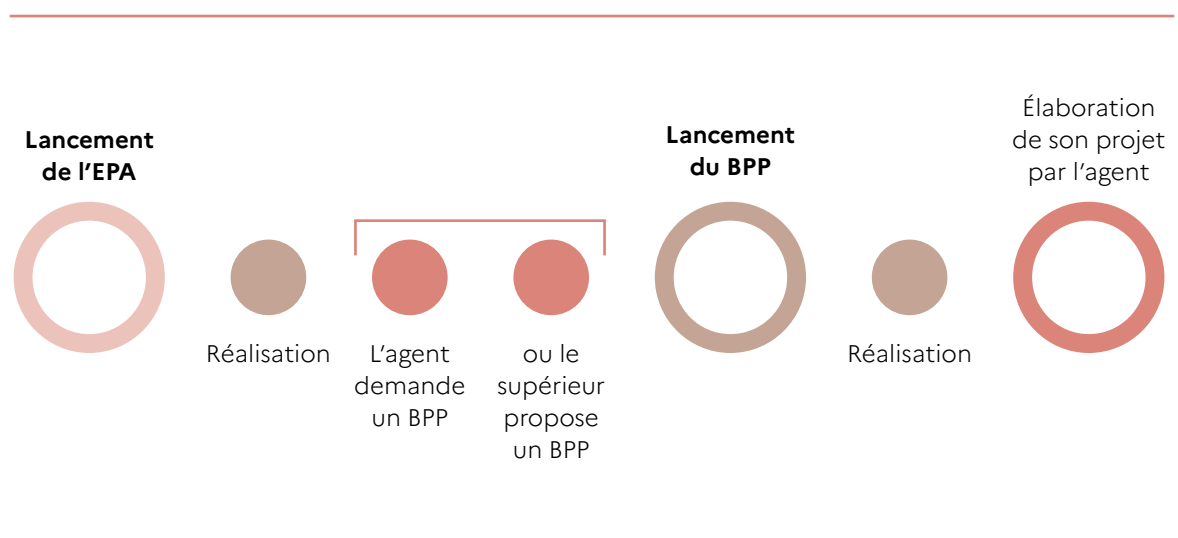 Lancement
de l’EPA
Réalisation
L’agent
demande
un BPP
ou le
supérieur
propose
un BPP
Lancement
du BPP
Réalisation
Élaboration
de son projet
par l’agent